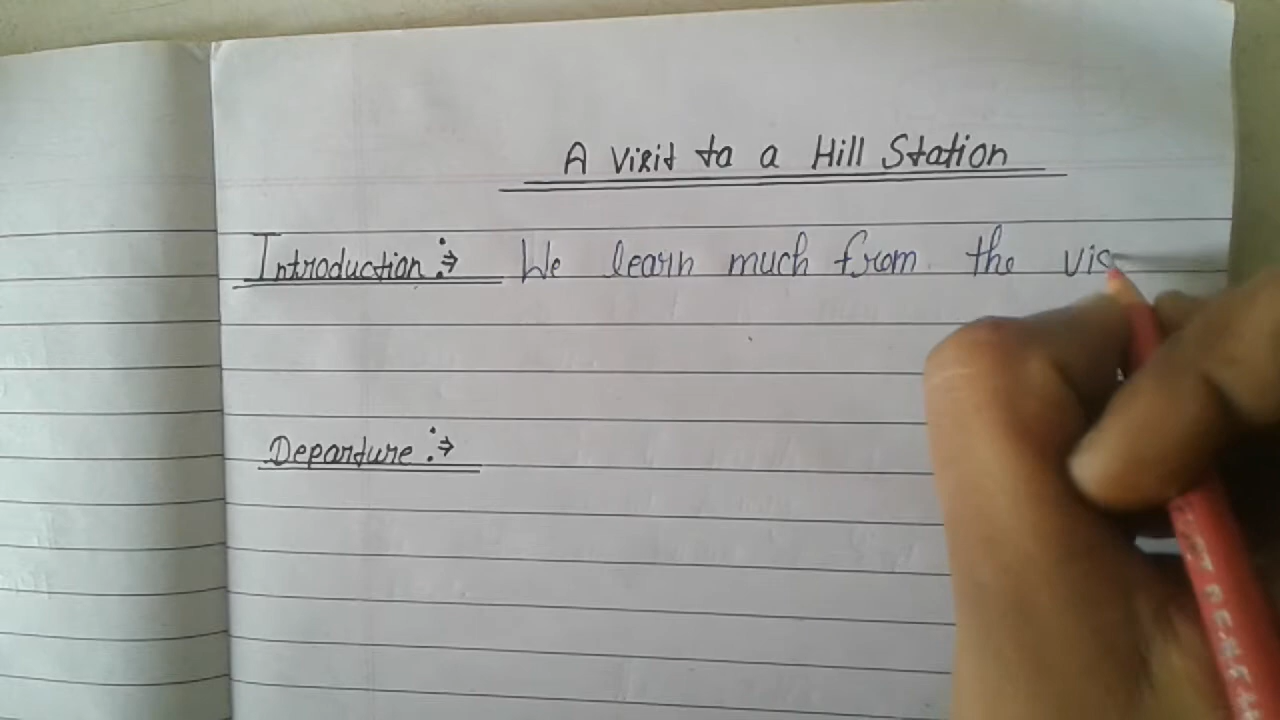 A Visit to a Hill Station
Introduction :→ We learn much from the vis
Departure :→